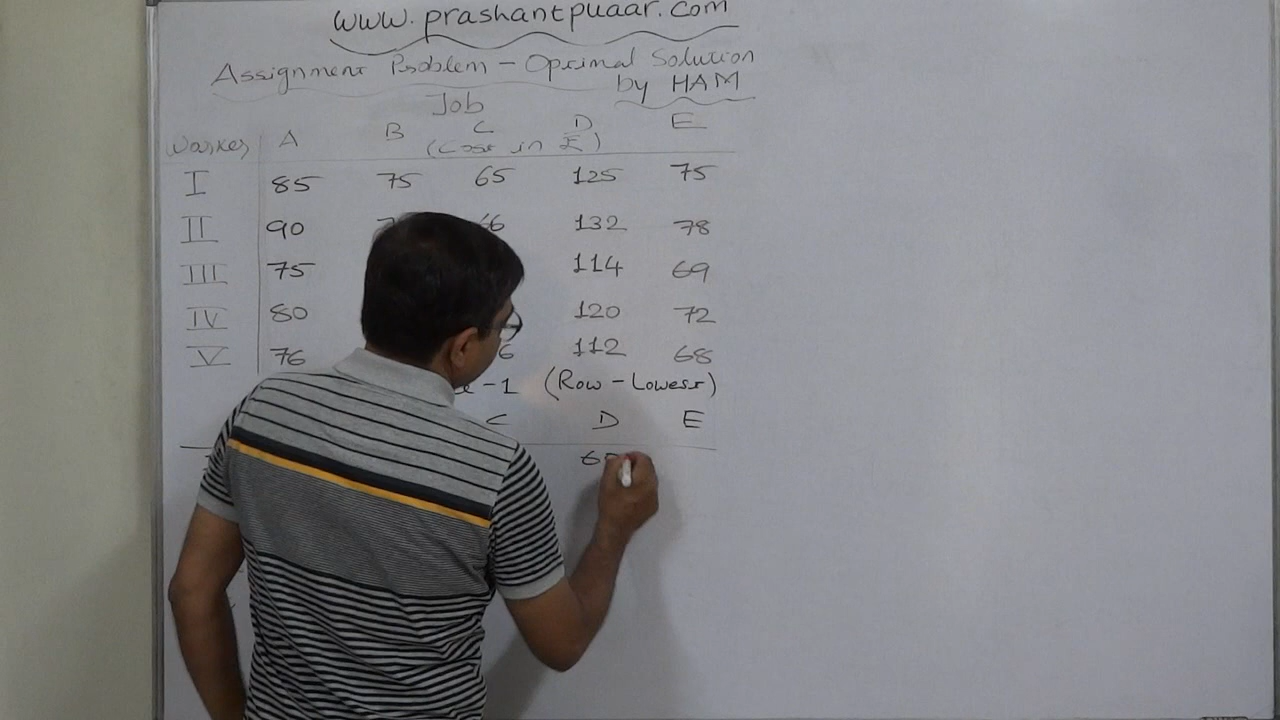 www.prashantpuaar.com
Assignment Problem - Optimal Solution
by HAM
Job
Worker A B C D E
(Cost in ₹)
I 85 75 65 125 75
II 90 132 78
III 75 114 69
IV 80 120 72
V 76 112 68
-1 (Row - Lowest)
C D E